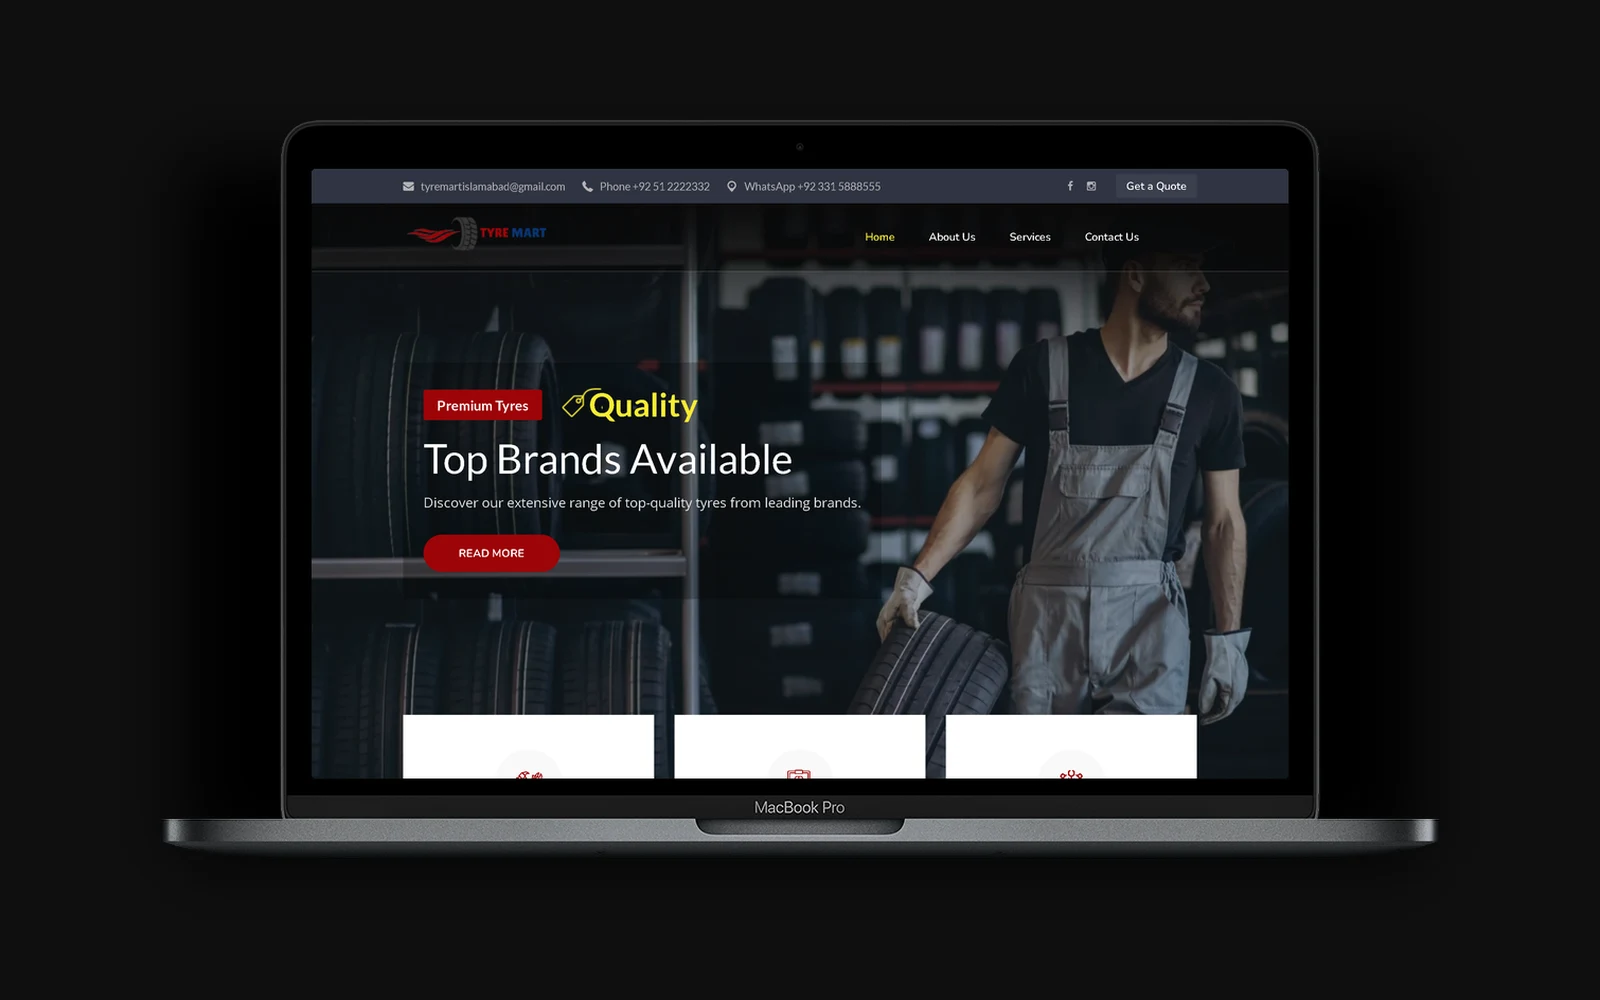 tyremartislamabad@gmail.com Phone +92 51 2222332 WhatsApp +92 331 5888555 Get a Quote
TYRE MART Home About Us Services Contact Us
Premium Tyres Quality
Top Brands Available
Discover our extensive range of top-quality tyres from leading brands.
READ MORE
MacBook Pro